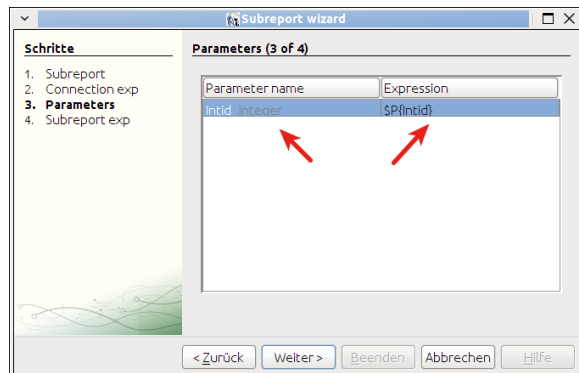 Subreport wizard
Schritte
1. Subreport
2. Connection exp
3. Parameters
4. Subreport exp
Parameters (3 of 4)
Parameter name Expression
Intid Integer $P{Intid}
< Zurück Weiter > Beenden Abbrechen Hilfe